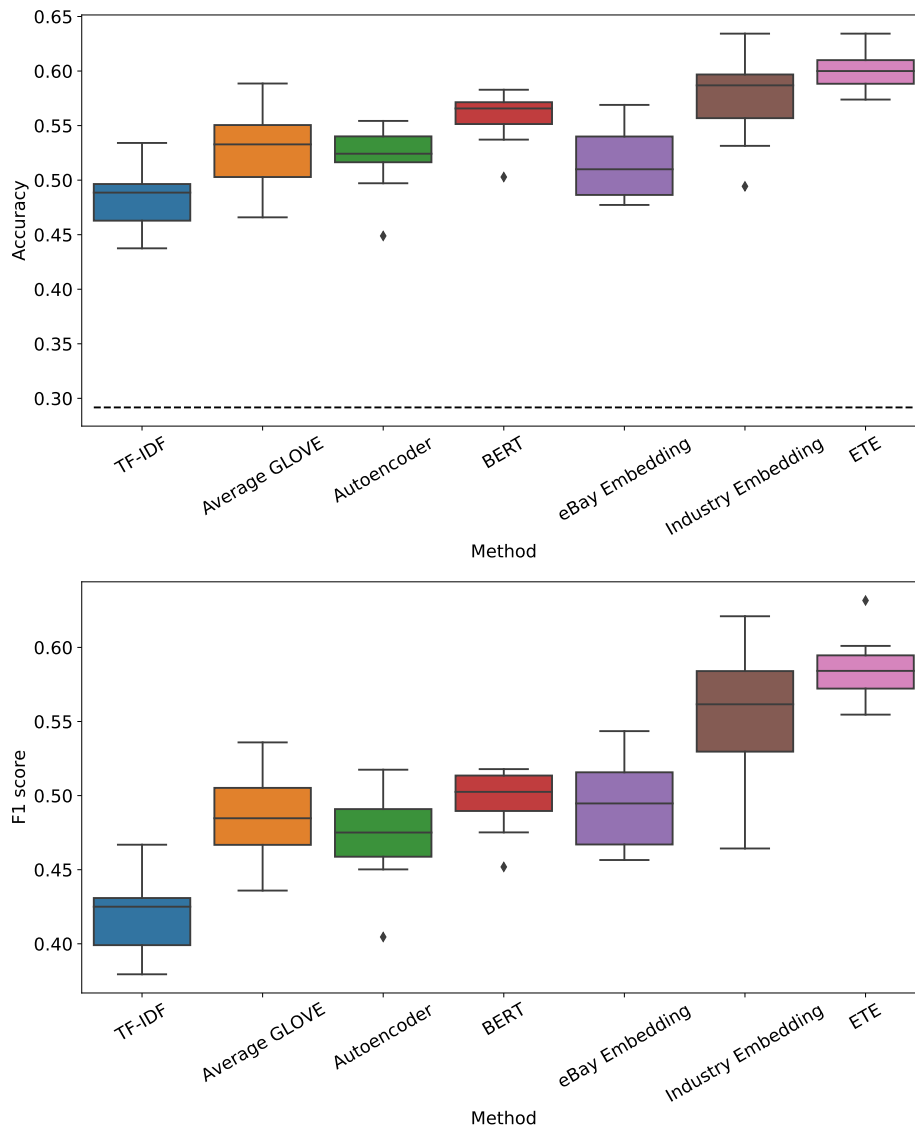 0.65
0.60
0.55
0.50
0.45
0.40
0.35
0.30
Accuracy
TF-IDF
Average GLOVE
Autoencoder
BERT
eBay Embedding
Industry Embedding
ETE
Method
0.60
0.55
0.50
0.45
0.40
F1 score
TF-IDF
Average GLOVE
Autoencoder
BERT
eBay Embedding
Industry Embedding
ETE
Method